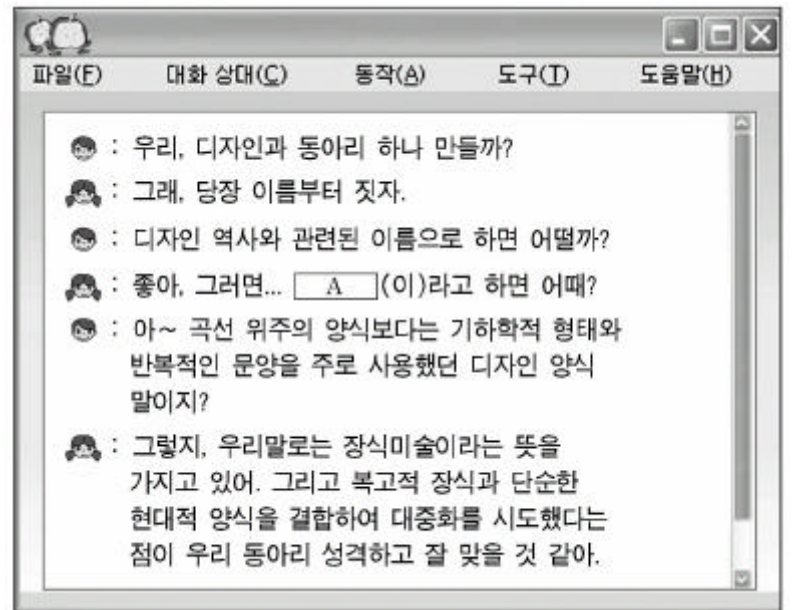 파일(F) 대화 상대(C) 동작(A) 도구(T) 도움말(H)
: 우리, 디자인과 동아리 하나 만들까?
: 그래, 당장 이름부터 짓자.
: 디자인 역사와 관련된 이름으로 하면 어떨까?
: 좋아, 그러면... A (이)라고 하면 어때?
: 아~ 곡선 위주의 양식보다는 기하학적 형태와
반복적인 문양을 주로 사용했던 디자인 양식
말이지?
: 그렇지, 우리말로는 장식미술이라는 뜻을
가지고 있어. 그리고 복고적 장식과 단순한
현대적 양식을 결합하여 대중화를 시도했다는
점이 우리 동아리 성격하고 잘 맞을 것 같아.